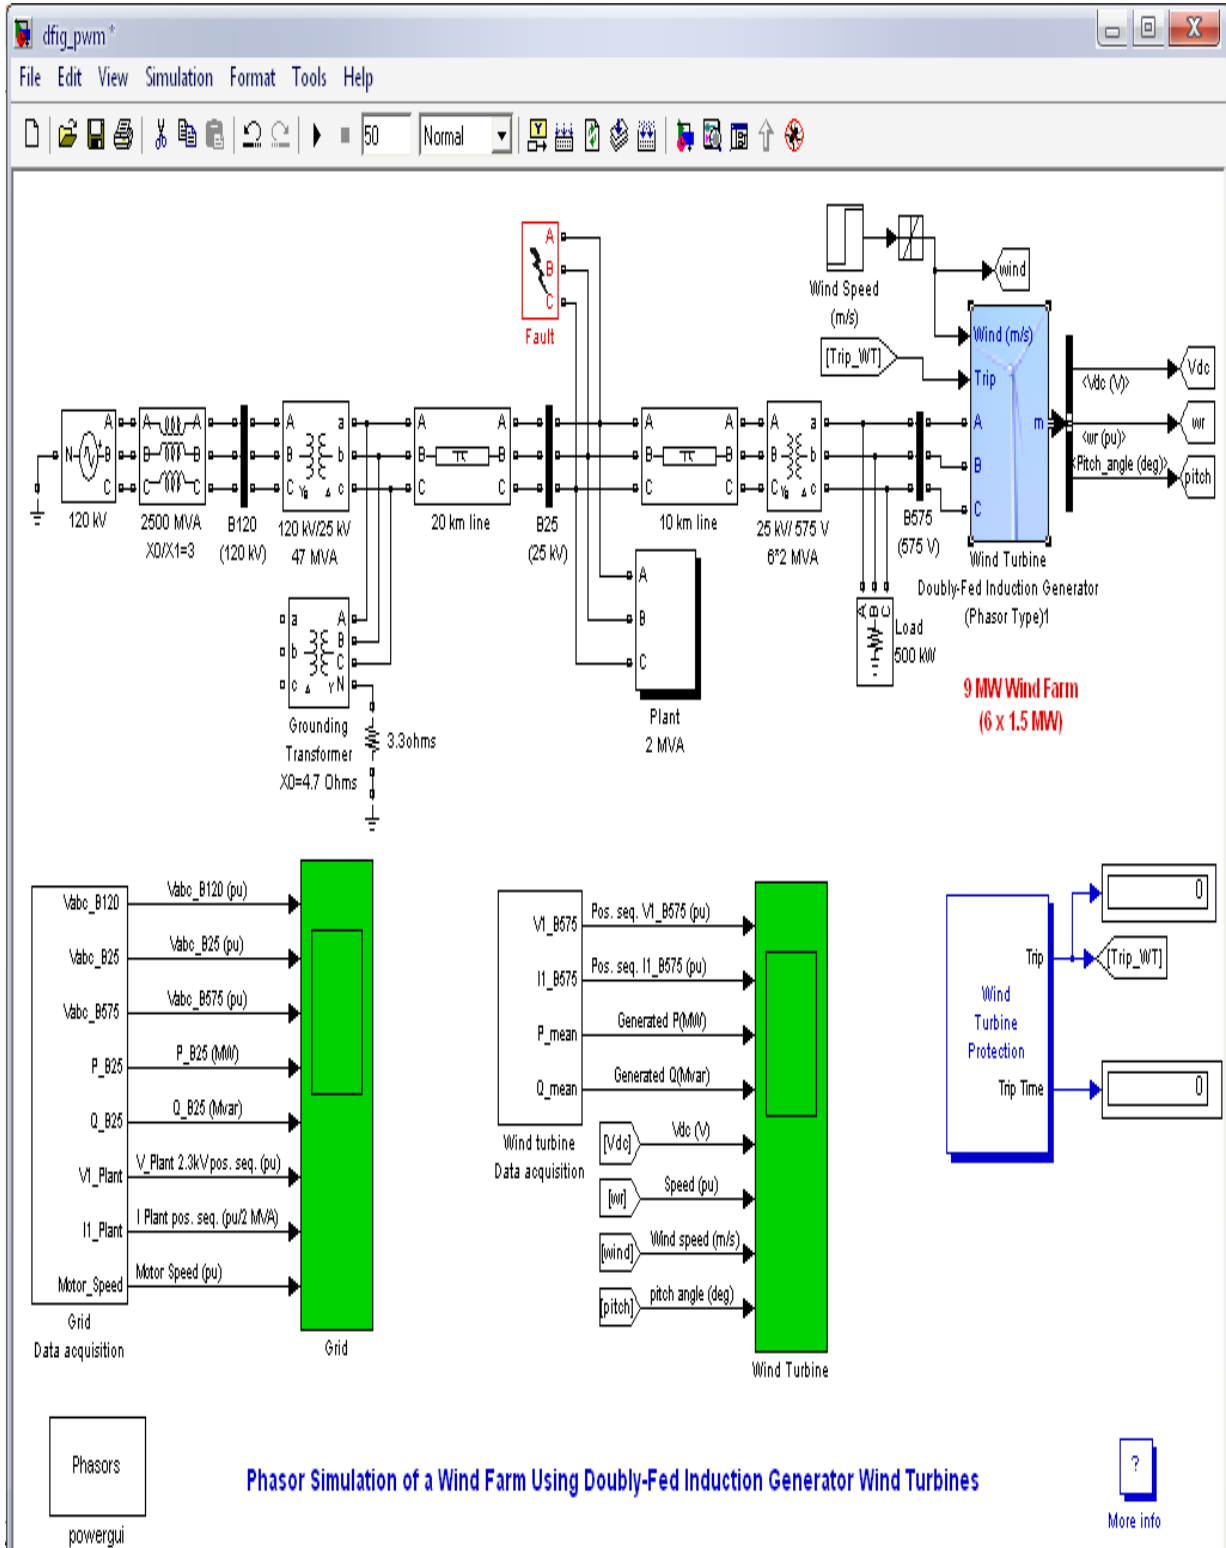 dfig_pwm *
File Edit View Simulation Format Tools Help
50 Normal
A
B
C
Fault
Wind Speed
(m/s)
wind
[Trip_WT]
Wind (m/s)
Trip
A
B
C
m
<Vdc (V)>
<wr (pu)>
<Pitch_angle (deg)>
Vdc
wr
pitch
Wind Turbine
Doubly-Fed Induction Generator
(Phasor Type)1
9 MW Wind Farm
(6 x 1.5 MW)
N A
B
C
120 kV
A A
B B
C C
2500 MVA
X0/X1=3
B120
(120 kV)
A a
B b
C Yg Δ c
120 kV/25 kV
47 MVA
A A
B π B
C C
20 km line
B25
(25 kV)
A A
B π B
C C
10 km line
A a
B b
C Yg Δ c
25 kV/ 575 V
6*2 MVA
B575
(575 V)
A B C
Load
500 kW
A
B
C
Plant
2 MVA
a A
b B
C
c Δ Y N
Grounding
Transformer
X0=4.7 Ohms
3.3ohms
Vabc_B120
Vabc_B25
Vabc_B575
P_B25
Q_B25
V1_Plant
I1_Plant
Motor_Speed
Grid
Data acquisition
Vabc_B120 (pu)
Vabc_B25 (pu)
Vabc_B575 (pu)
P_B25 (MW)
Q_B25 (Mvar)
V_Plant 2.3kV pos. seq. (pu)
I Plant pos. seq. (pu/2 MVA)
Motor Speed (pu)
Grid
V1_B575
I1_B575
P_mean
Q_mean
Wind turbine
Data acquisition
Pos. seq. V1_B575 (pu)
Pos. seq. I1_B575 (pu)
Generated P(MW)
Generated Q(Mvar)
[Vdc] Vdc (V)
[wr] Speed (pu)
[wind] Wind speed (m/s)
[pitch] pitch angle (deg)
Wind Turbine
Wind
Turbine
Protection
Trip
Trip Time
0
[Trip_WT]
0
Phasors
powergui
Phasor Simulation of a Wind Farm Using Doubly-Fed Induction Generator Wind Turbines
?
More info